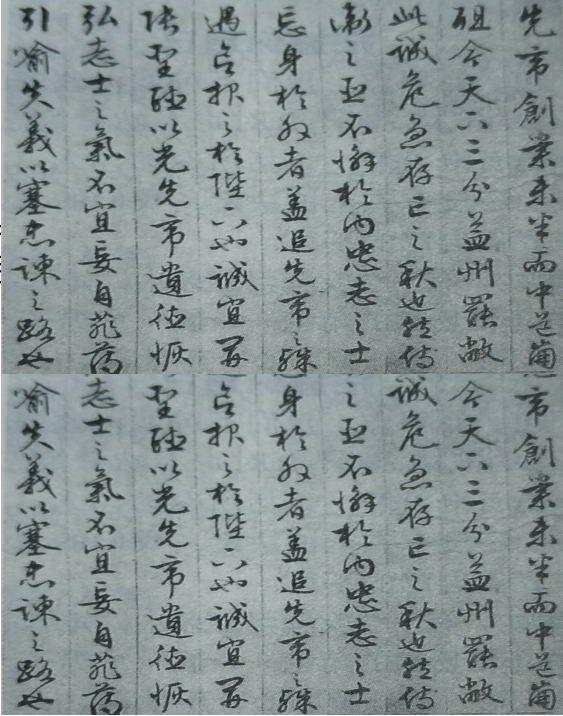 先帝創業未半而中道崩
殂今天下三分益州罷敝
此誠危急存亡之秋也然侍
衛之臣不懈於內忠志之士
忘身於外者蓋追先帝之殊
遇欲報之於陛下也誠宜開
張聖聽以光先帝遺德恢
弘志士之氣不宜妄自菲薄
引喻失義以塞忠諫之路也
帝創業未半而中道崩
今天下三分益州罷敝
誠危急存亡之秋也然侍
之臣不懈於內忠志之士
身於外者蓋追先帝之殊
欲報之於陛下也誠宜開
聖聽以光先帝遺德恢
志士之氣不宜妄自菲薄
喻失義以塞忠諫之路也